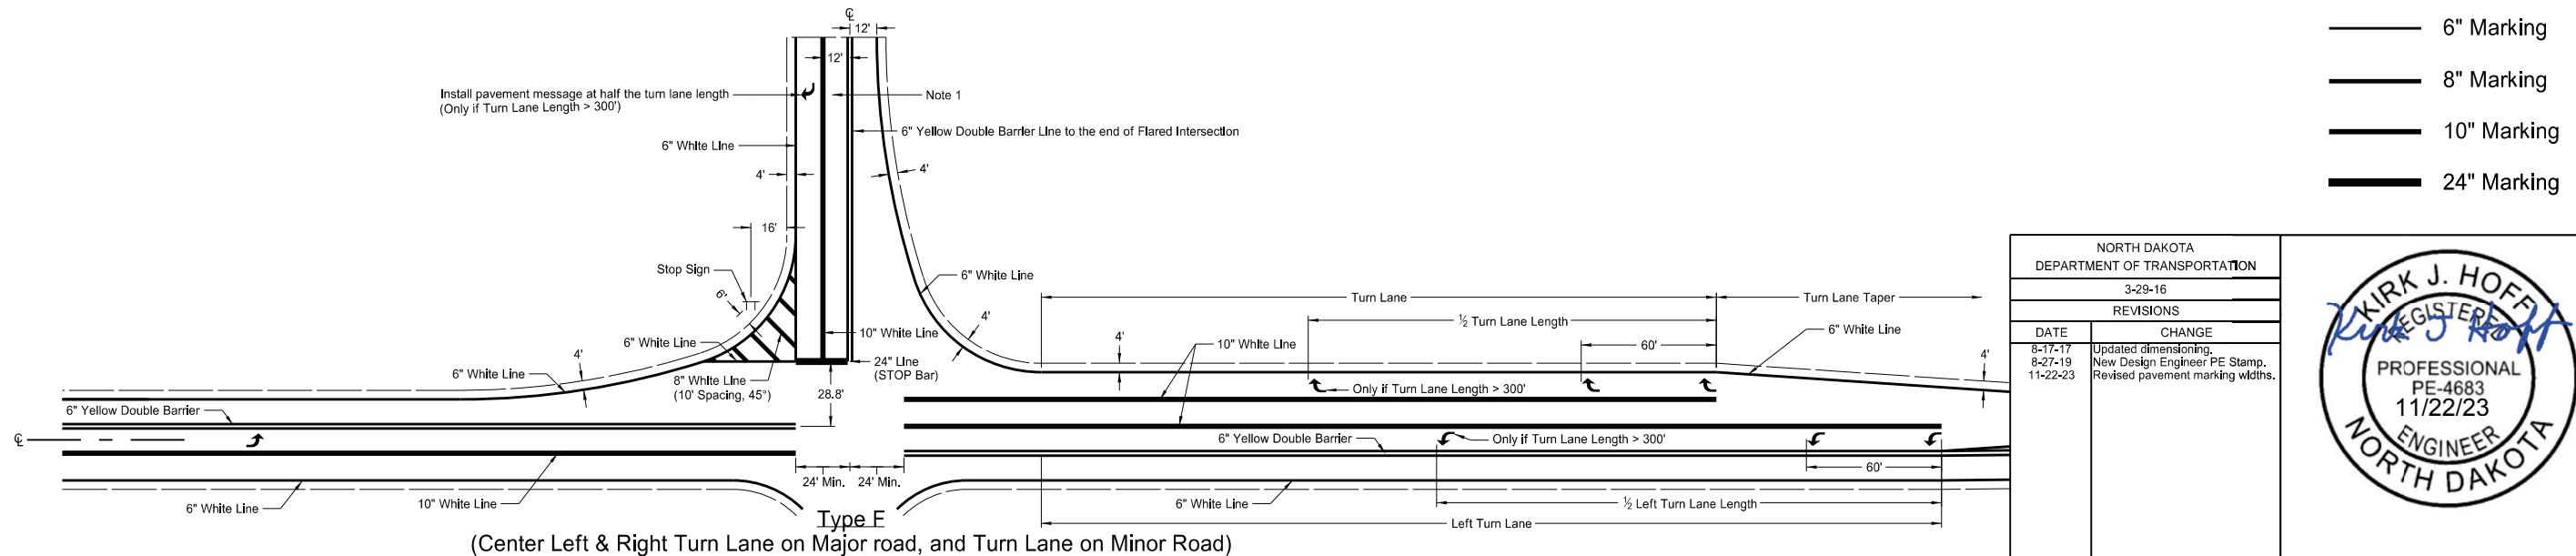 ℄
12'
12'
Install pavement message at half the turn lane length
(Only if Turn Lane Length > 300')
Note 1
6" Yellow Double Barrier Line to the end of Flared Intersection
6" White Line
4'
4'
16'
Stop Sign
6'
6" White Line
4'
10" White Line
6" White Line
24" Line
(STOP Bar)
8" White Line
(10' Spacing, 45°)
28.8'
4'
6" White Line
6" Yellow Double Barrier
℄
6" White Line
10" White Line
24' Min.
24' Min.
Turn Lane
Turn Lane Taper
½ Turn Lane Length
60'
6" White Line
4'
10" White Line
4'
Only if Turn Lane Length > 300'
6" Yellow Double Barrier
Only if Turn Lane Length > 300'
60'
6" White Line
½ Left Turn Lane Length
Left Turn Lane
Type F
(Center Left & Right Turn Lane on Major road, and Turn Lane on Minor Road)
6" Marking
8" Marking
10" Marking
24" Marking
NORTH DAKOTA
DEPARTMENT OF TRANSPORTATION
3-29-16
REVISIONS
DATE CHANGE
8-17-17 Updated dimensioning.
8-27-19 New Design Engineer PE Stamp.
11-22-23 Revised pavement marking widths.
KIRK J. HOFF
REGISTERED
Kirk J Hoff
PROFESSIONAL
PE-4683
11/22/23
ENGINEER
NORTH DAKOTA